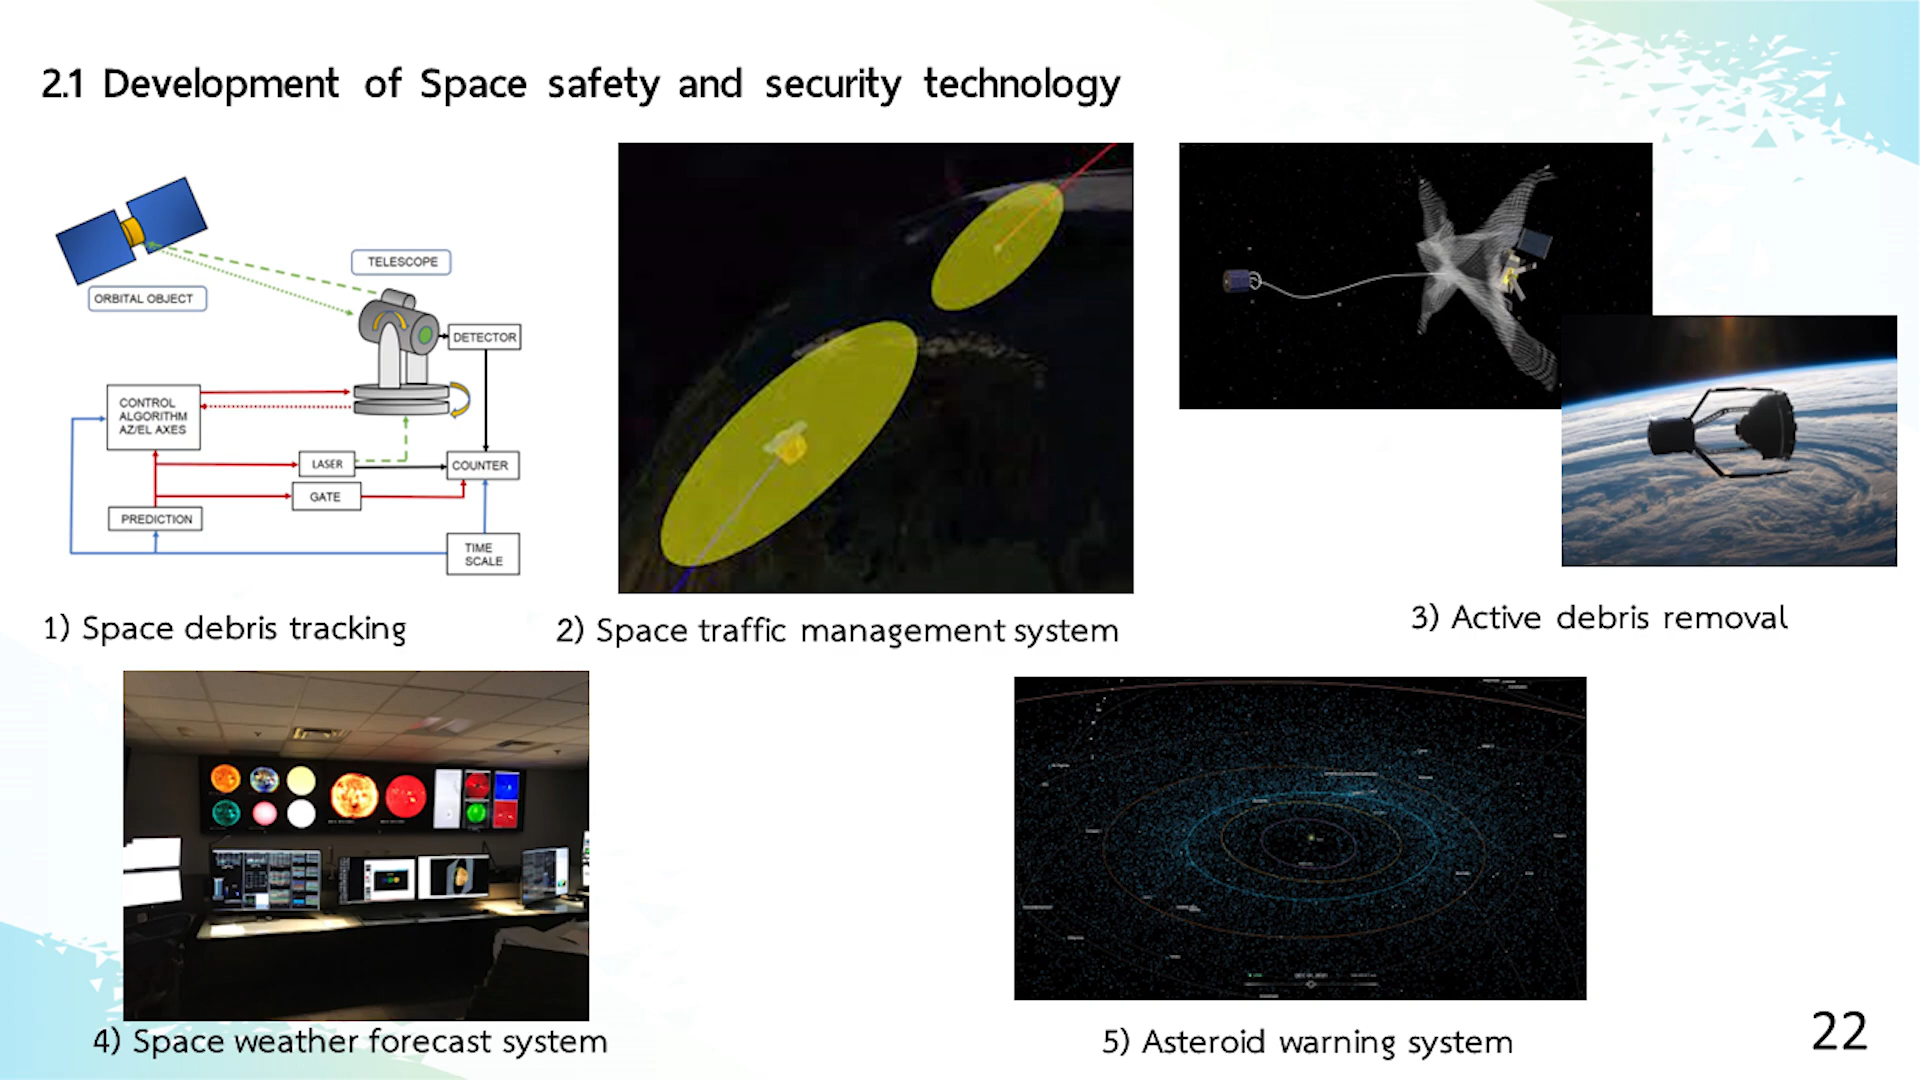 2.1 Development of Space safety and security technology
TELESCOPE
ORBITAL OBJECT
DETECTOR
CONTROL
ALGORITHM
AZ/EL AXES
LASER
COUNTER
GATE
PREDICTION
TIME
SCALE
1) Space debris tracking
2) Space traffic management system
3) Active debris removal
4) Space weather forecast system
5) Asteroid warning system
22